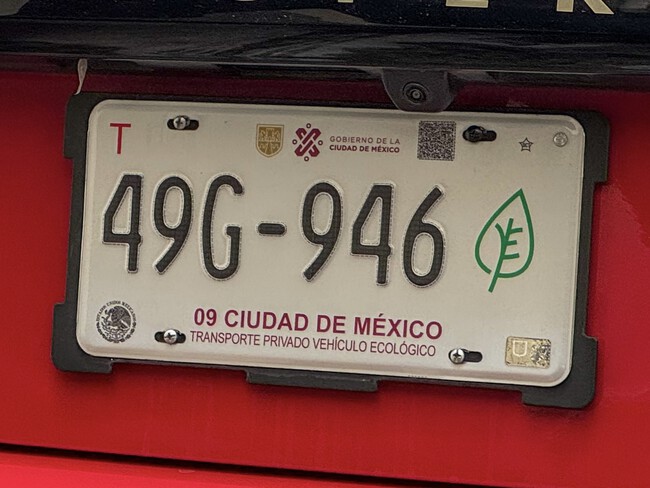 T
GOBIERNO DE LA
CIUDAD DE MÉXICO
49G-946
09 CIUDAD DE MÉXICO
TRANSPORTE PRIVADO VEHÍCULO ECOLÓGICO